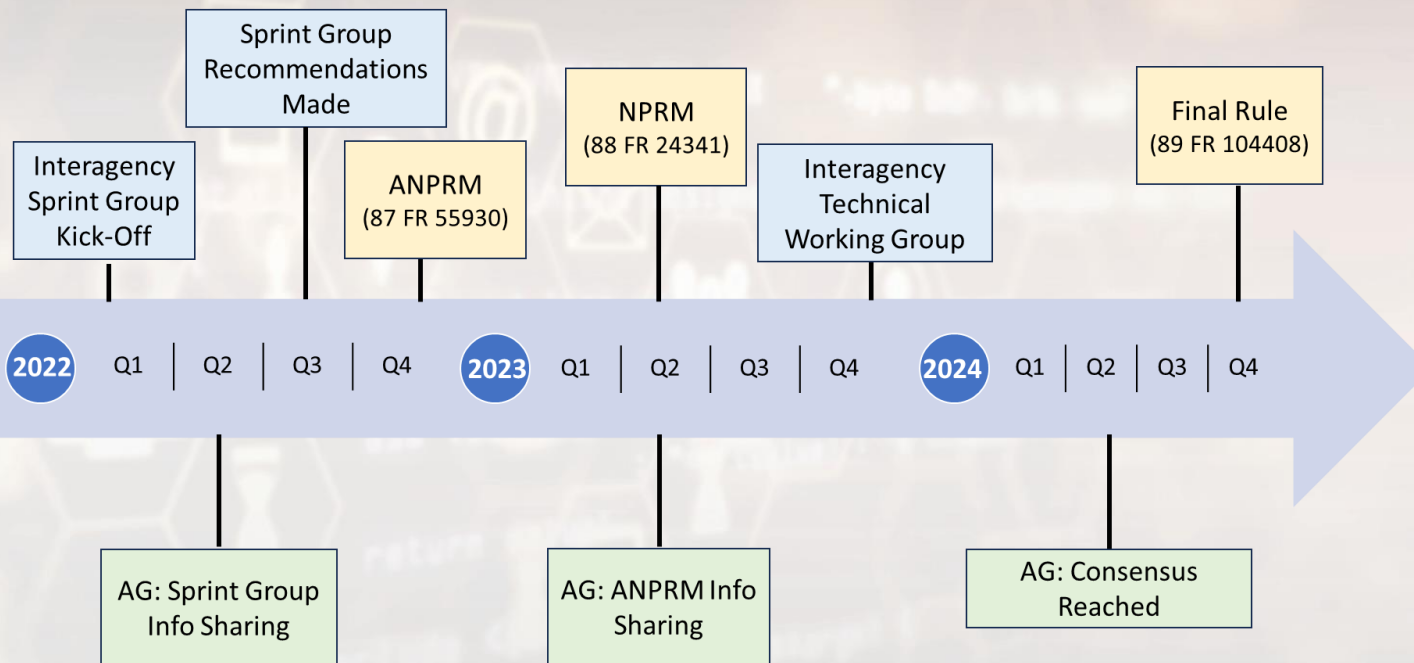 Sprint Group
Recommendations
Made
NPRM
(88 FR 24341)
Final Rule
(89 FR 104408)
Interagency
Sprint Group
Kick-Off
ANPRM
(87 FR 55930)
Interagency
Technical
Working Group
2022 Q1 Q2 Q3 Q4 2023 Q1 Q2 Q3 Q4 2024 Q1 Q2 Q3 Q4
AG: Sprint Group
Info Sharing
AG: ANPRM Info
Sharing
AG: Consensus
Reached